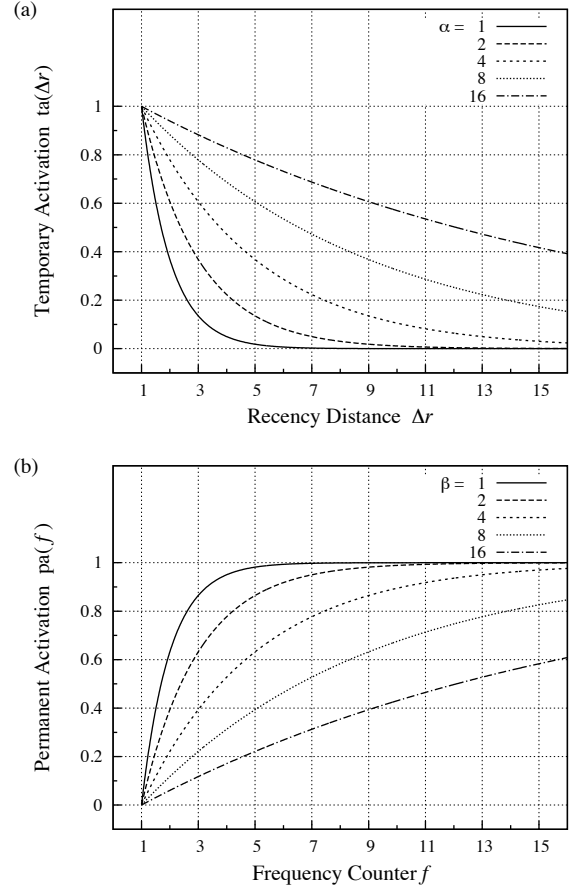 (a)
α = 1
2
4
8
16
Temporary Activation ta(Δr)
1
0.8
0.6
0.4
0.2
0
1 3 5 7 9 11 13 15
Recency Distance Δr
(b)
β = 1
2
4
8
16
Permanent Activation pa(f)
1
0.8
0.6
0.4
0.2
0
1 3 5 7 9 11 13 15
Frequency Counter f